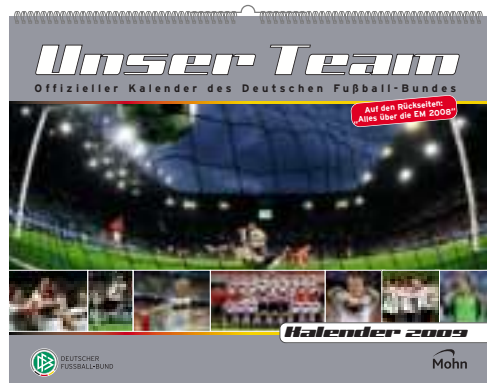 Unser Team
Offizieller Kalender des Deutschen Fußball-Bundes
Auf den Rückseiten:
„Alles über die EM 2008“
Kalender 2009
DFB
DEUTSCHER
FUSSBALL-BUND
Mohn